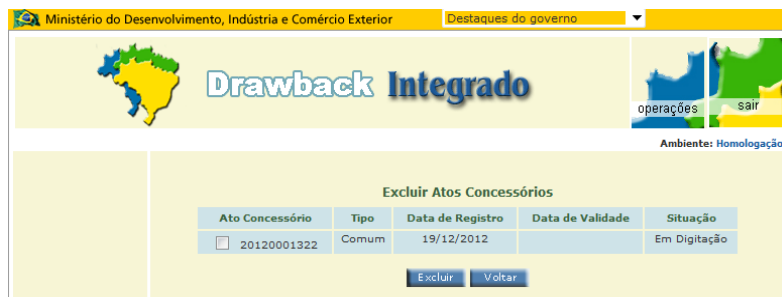 Ministério do Desenvolvimento, Indústria e Comércio Exterior Destaques do governo
Drawback Integrado
operações sair
Ambiente: Homologação
Excluir Atos Concessórios
Ato Concessório Tipo Data de Registro Data de Validade Situação
20120001322 Comum 19/12/2012 Em Digitação
Excluir Voltar